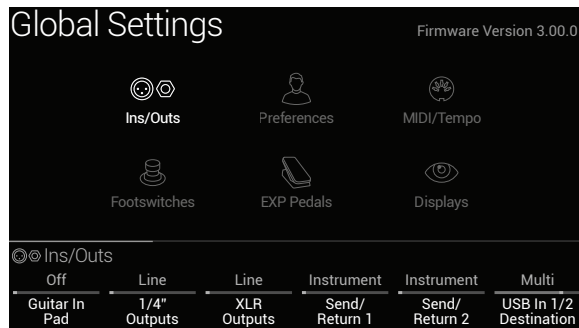 Global Settings
Firmware Version 3.00.0
Ins/Outs
Preferences
MIDI/Tempo
Footswitches
EXP Pedals
Displays
Ins/Outs
Off
Line
Line
Instrument
Instrument
Multi
Guitar In
Pad
1/4"
Outputs
XLR
Outputs
Send/
Return 1
Send/
Return 2
USB In 1/2
Destination